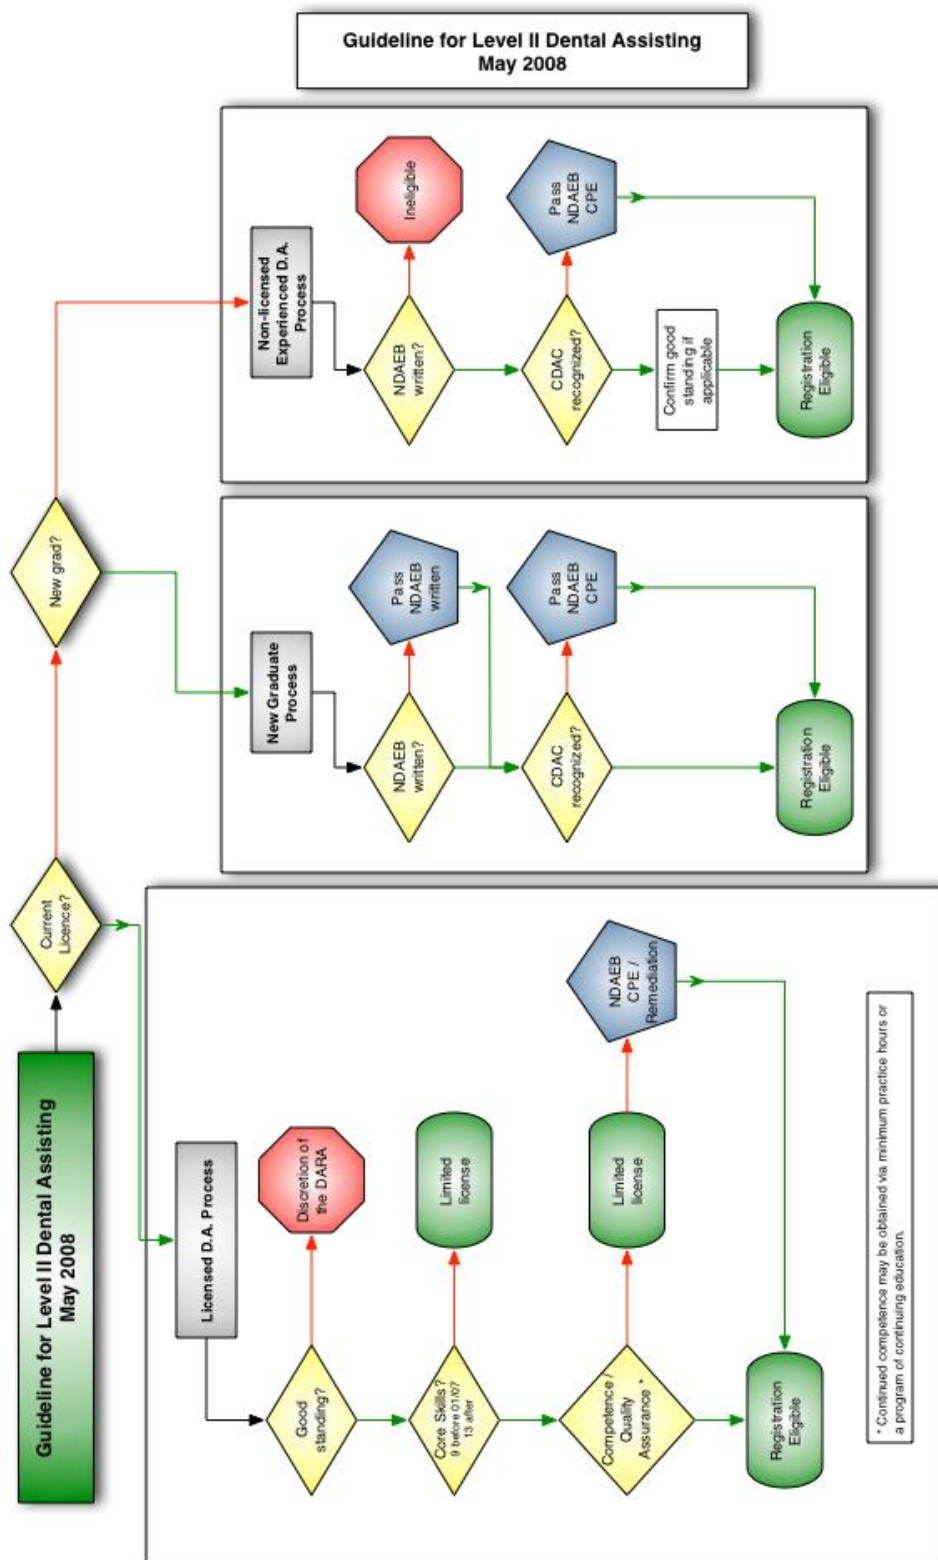 Guideline for Level II Dental Assisting
May 2008
Guideline for Level II Dental Assisting
May 2008
Current
Licence?
New grad?
Licensed D.A. Process
Good
standing?
Discretion of
the DARA
Core Skills?
9 before 01/07
13 after
Limited
license
Competence /
Quality
Assurance *
Limited
license
NDAEB
CPE /
Remediation
Registration
Eligible
* Continued competence may be obtained via minimum practice hours or
a program of continuing education.
New Graduate
Process
NDAEB
written?
Pass
NDAEB
written
CDAC
recognized?
Pass
NDAEB
CPE
Registration
Eligible
Non-licensed
Experienced D.A.
Process
NDAEB
written?
Ineligible
CDAC
recognized?
Pass
NDAEB
CPE
Confirm good
standing if
applicable
Registration
Eligible